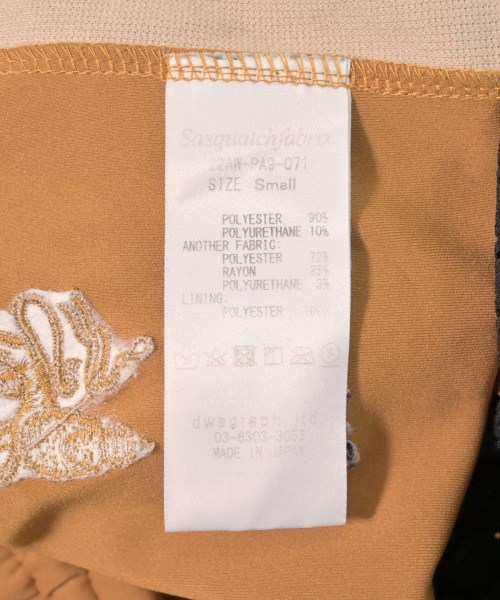 Sasquatchfabrix.
22AW-PA9-071
SIZE Small
POLYESTER 90%
POLYURETHANE 10%
ANOTHER FABRIC:
POLYESTER 72%
RAYON 25%
POLYURETHANE 3%
LINING:
POLYESTER 100%
dwagraph ltd.
03-6303-3053
MADE IN JAPAN